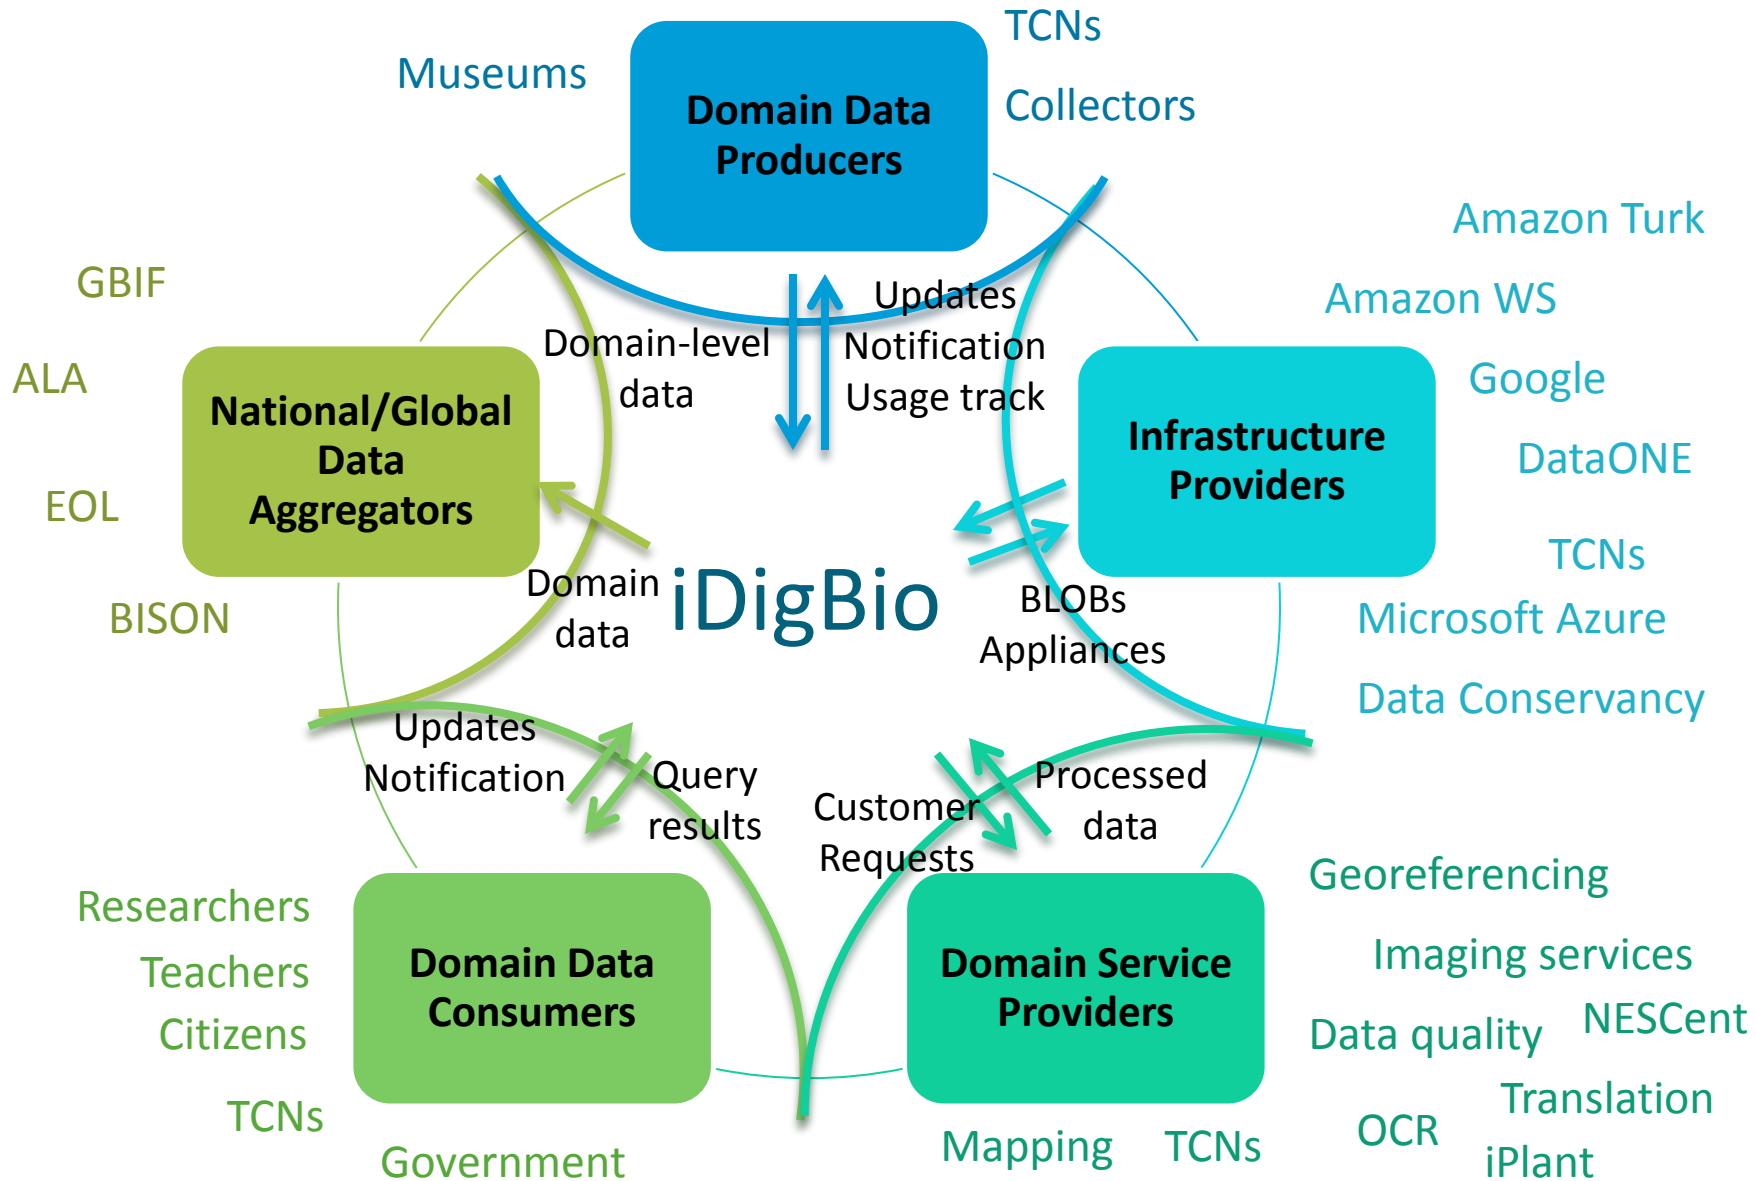 TCNs
Museums
Collectors
Domain Data
Producers
Amazon Turk
GBIF
Amazon WS
Updates
Notification
Usage track
Domain-level
data
ALA
Google
National/Global
Data
Aggregators
Infrastructure
Providers
DataONE
EOL
TCNs
iDigBio
Domain
data
BLOBs
Appliances
BISON
Microsoft Azure
Data Conservancy
Updates
Notification
Query
results
Customer
Requests
Processed
data
Georeferencing
Researchers
Teachers
Citizens
TCNs
Government
Domain Data
Consumers
Domain Service
Providers
Imaging services
NESCent
Data quality
Translation
OCR
iPlant
Mapping
TCNs